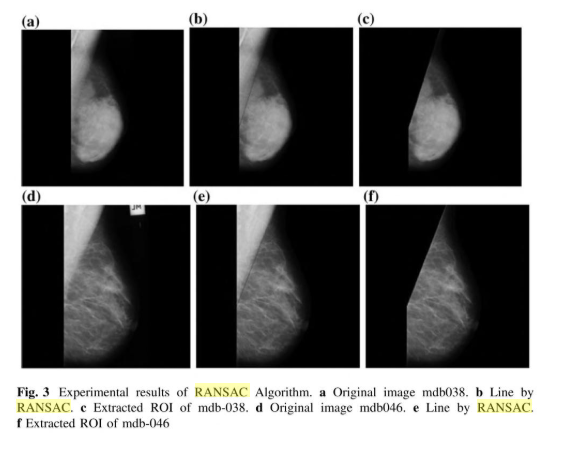 (a)
(b)
(c)
(d)
(e)
(f)
JM
Fig. 3 Experimental results of RANSAC Algorithm. a Original image mdb038. b Line by
RANSAC. c Extracted ROI of mdb-038. d Original image mdb046. e Line by RANSAC.
f Extracted ROI of mdb-046